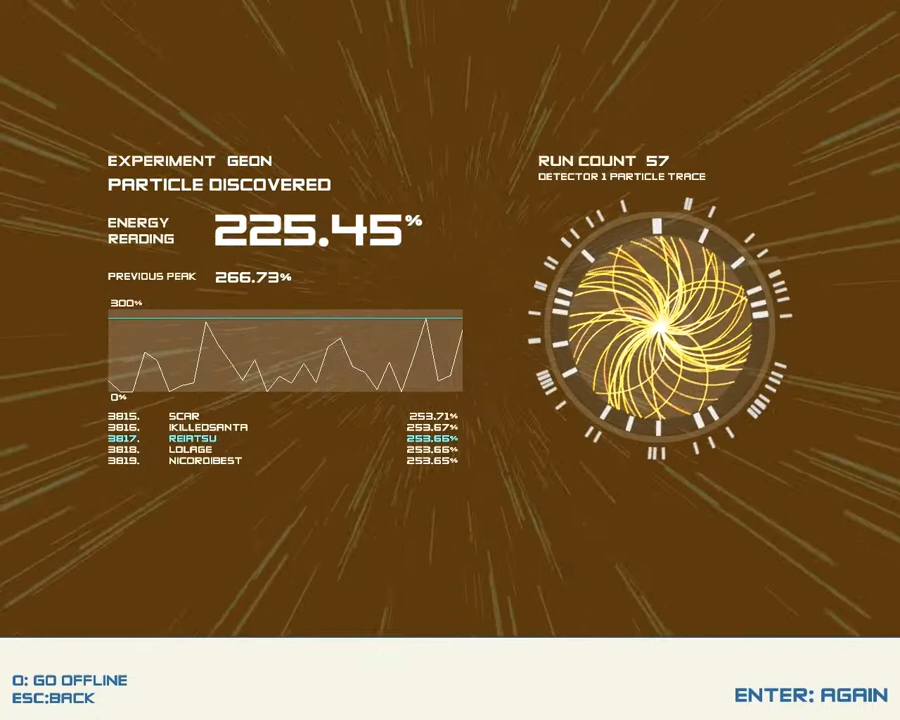 EXPERIMENT GEON
PARTICLE DISCOVERED
ENERGY READING 225.45%
PREVIOUS PEAK 266.73%
300%
0%
3815. SCAR 253.71%
3816. IKILLEDSANTA 253.67%
3817. REIATSU 253.66%
3818. LOLAGE 253.66%
3819. NICOROIBEST 253.65%
RUN COUNT 57
DETECTOR 1 PARTICLE TRACE
O: GO OFFLINE
ESC:BACK
ENTER: AGAIN